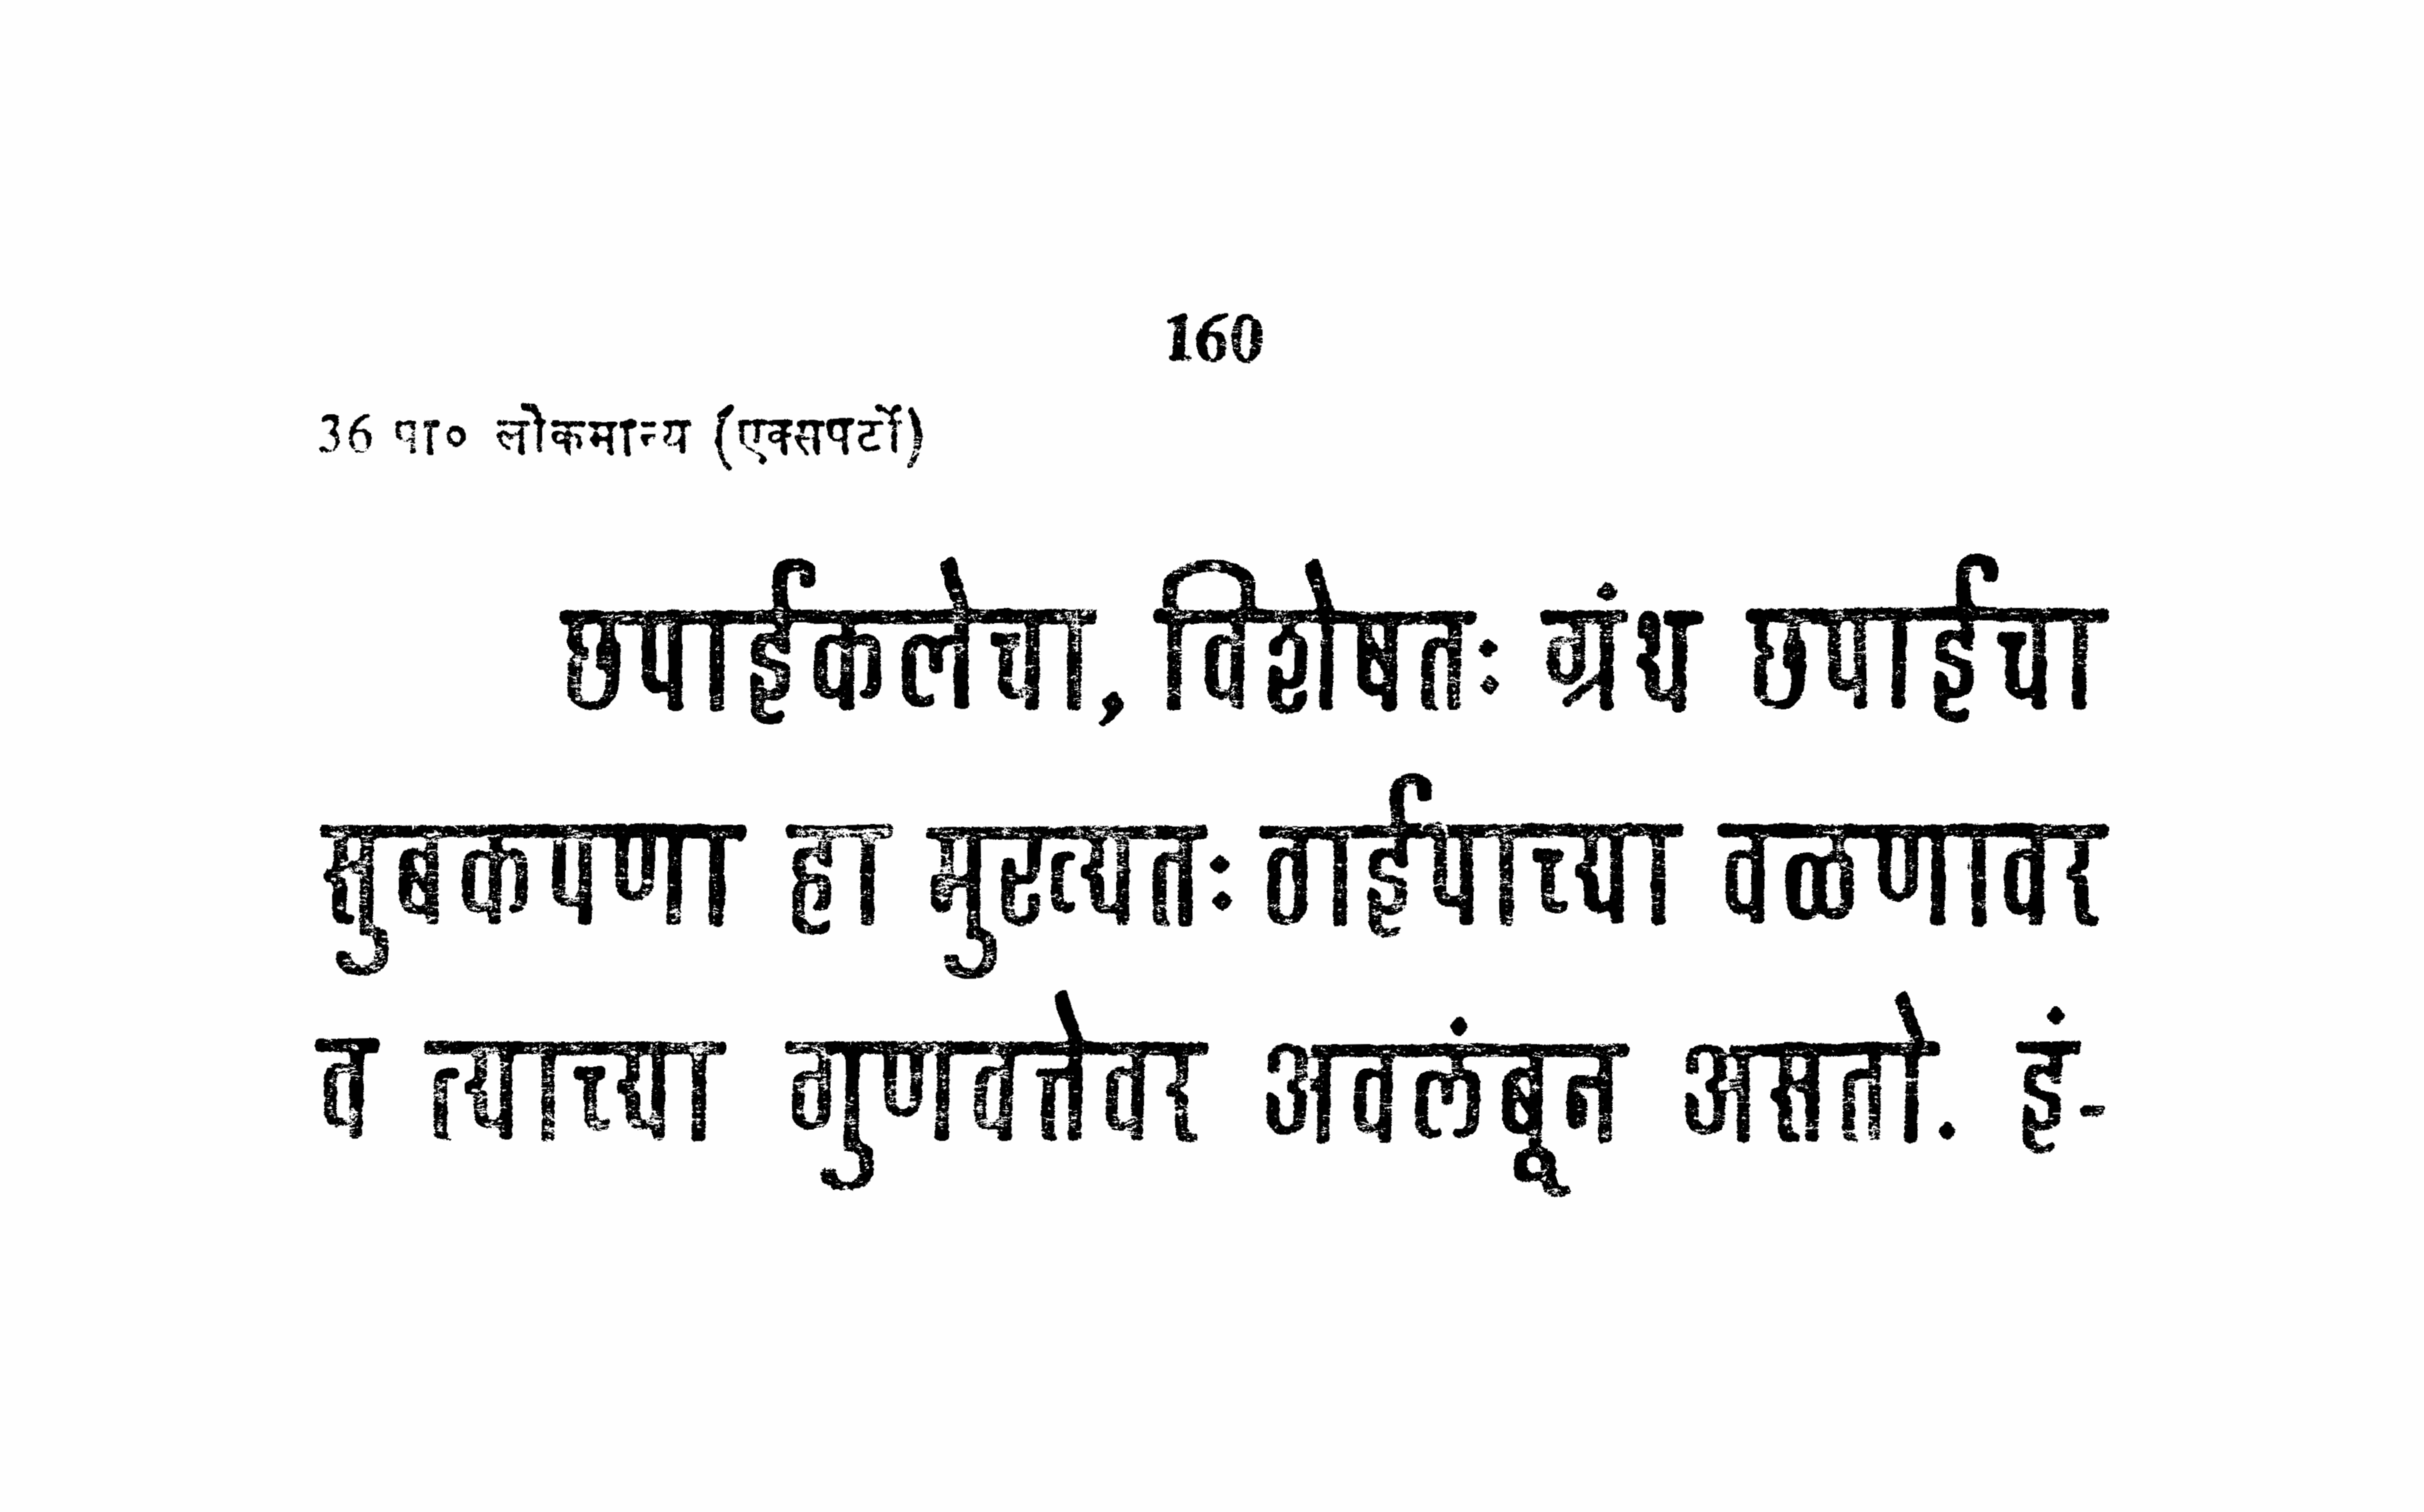 160
36 पा० लोकमान्य (एक्सपर्टो)
छपाईकलेचा, विशेषतः ग्रंथ छपाईचा
सुबकपणा हा मुख्यतः ठाईपाच्या वळणावर
व त्याच्या गुणवत्तेवर अवलंबून असतो. इं-